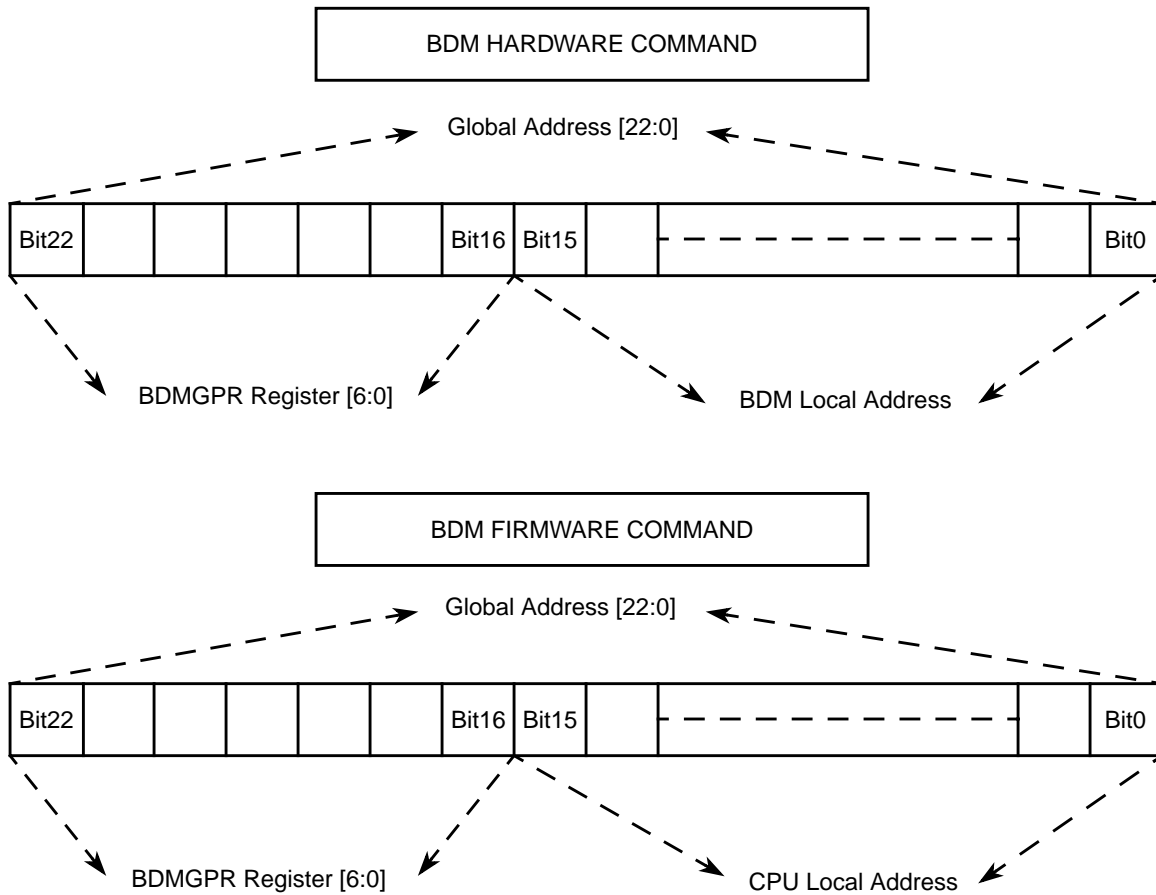 BDM HARDWARE COMMAND
Global Address [22:0]
Bit22 Bit16 Bit15 Bit0
BDMGPR Register [6:0] BDM Local Address
BDM FIRMWARE COMMAND
Global Address [22:0]
Bit22 Bit16 Bit15 Bit0
BDMGPR Register [6:0] CPU Local Address